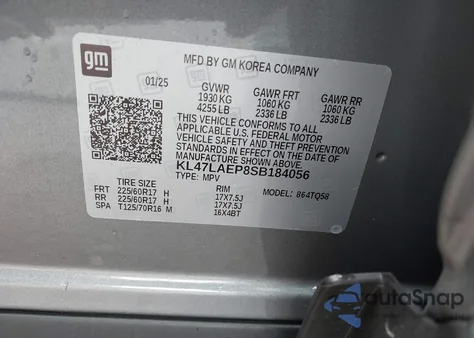 gm
MFD BY GM KOREA COMPANY
01/25 GVWR GAWR FRT GAWR RR
1930 KG 1060 KG 1060 KG
4255 LB 2336 LB 2336 LB
THIS VEHICLE CONFORMS TO ALL
APPLICABLE U.S. FEDERAL MOTOR
VEHICLE SAFETY AND THEFT PREVENTION
STANDARDS IN EFFECT ON THE DATE OF
MANUFACTURE SHOWN ABOVE.
KL47LAEP8SB184056
TYPE: MPV 864TQ58
TIRE SIZE RIM
FRT 225/60R17 H 17X7.5J
RR 225/60R17 H 17X7.5J
SPA T125/70R16 M 16X4BT
autoSnap